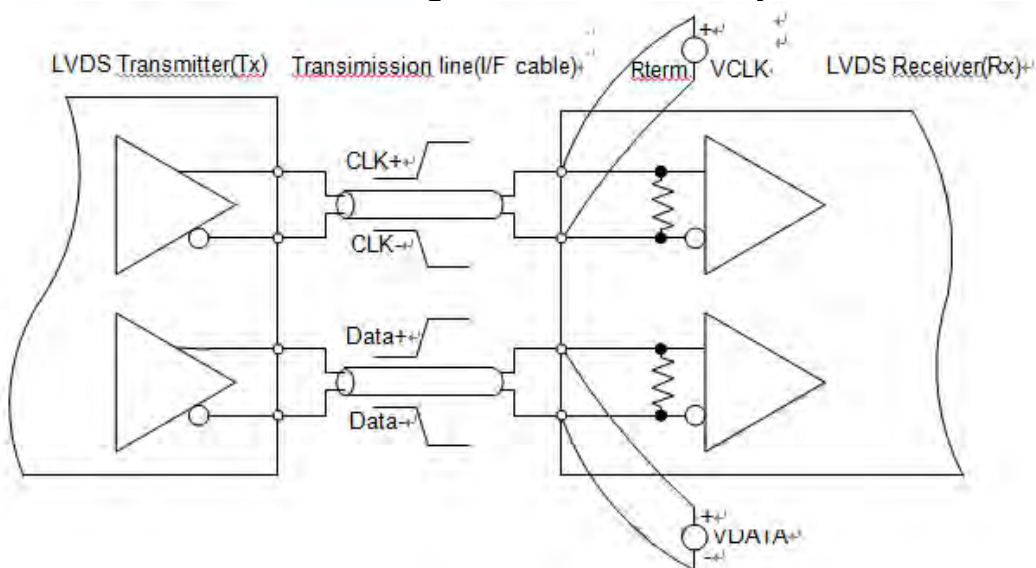 LVDS Transmitter(Tx) Transimission line(I/F cable) Rterm + VCLK LVDS Receiver(Rx)
CLK+
CLK-
Data+
Data-
+
VDATA
-